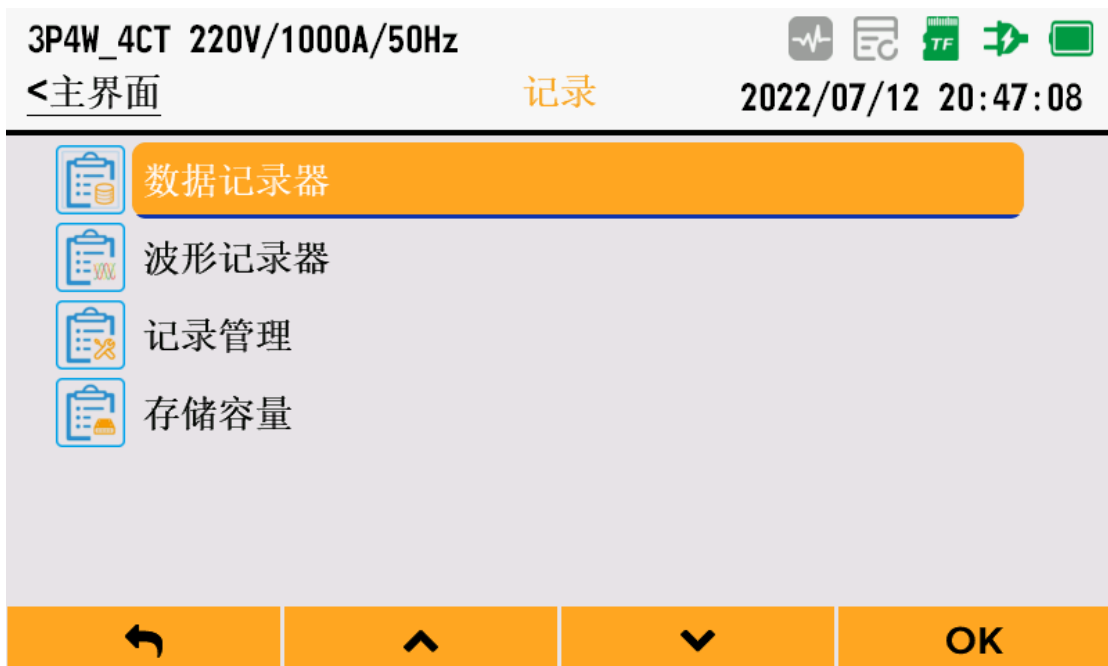 3P4W_4CT 220V/1000A/50Hz
TF
<主界面
记录
2022/07/12 20:47:08
数据记录器
波形记录器
记录管理
存储容量
OK